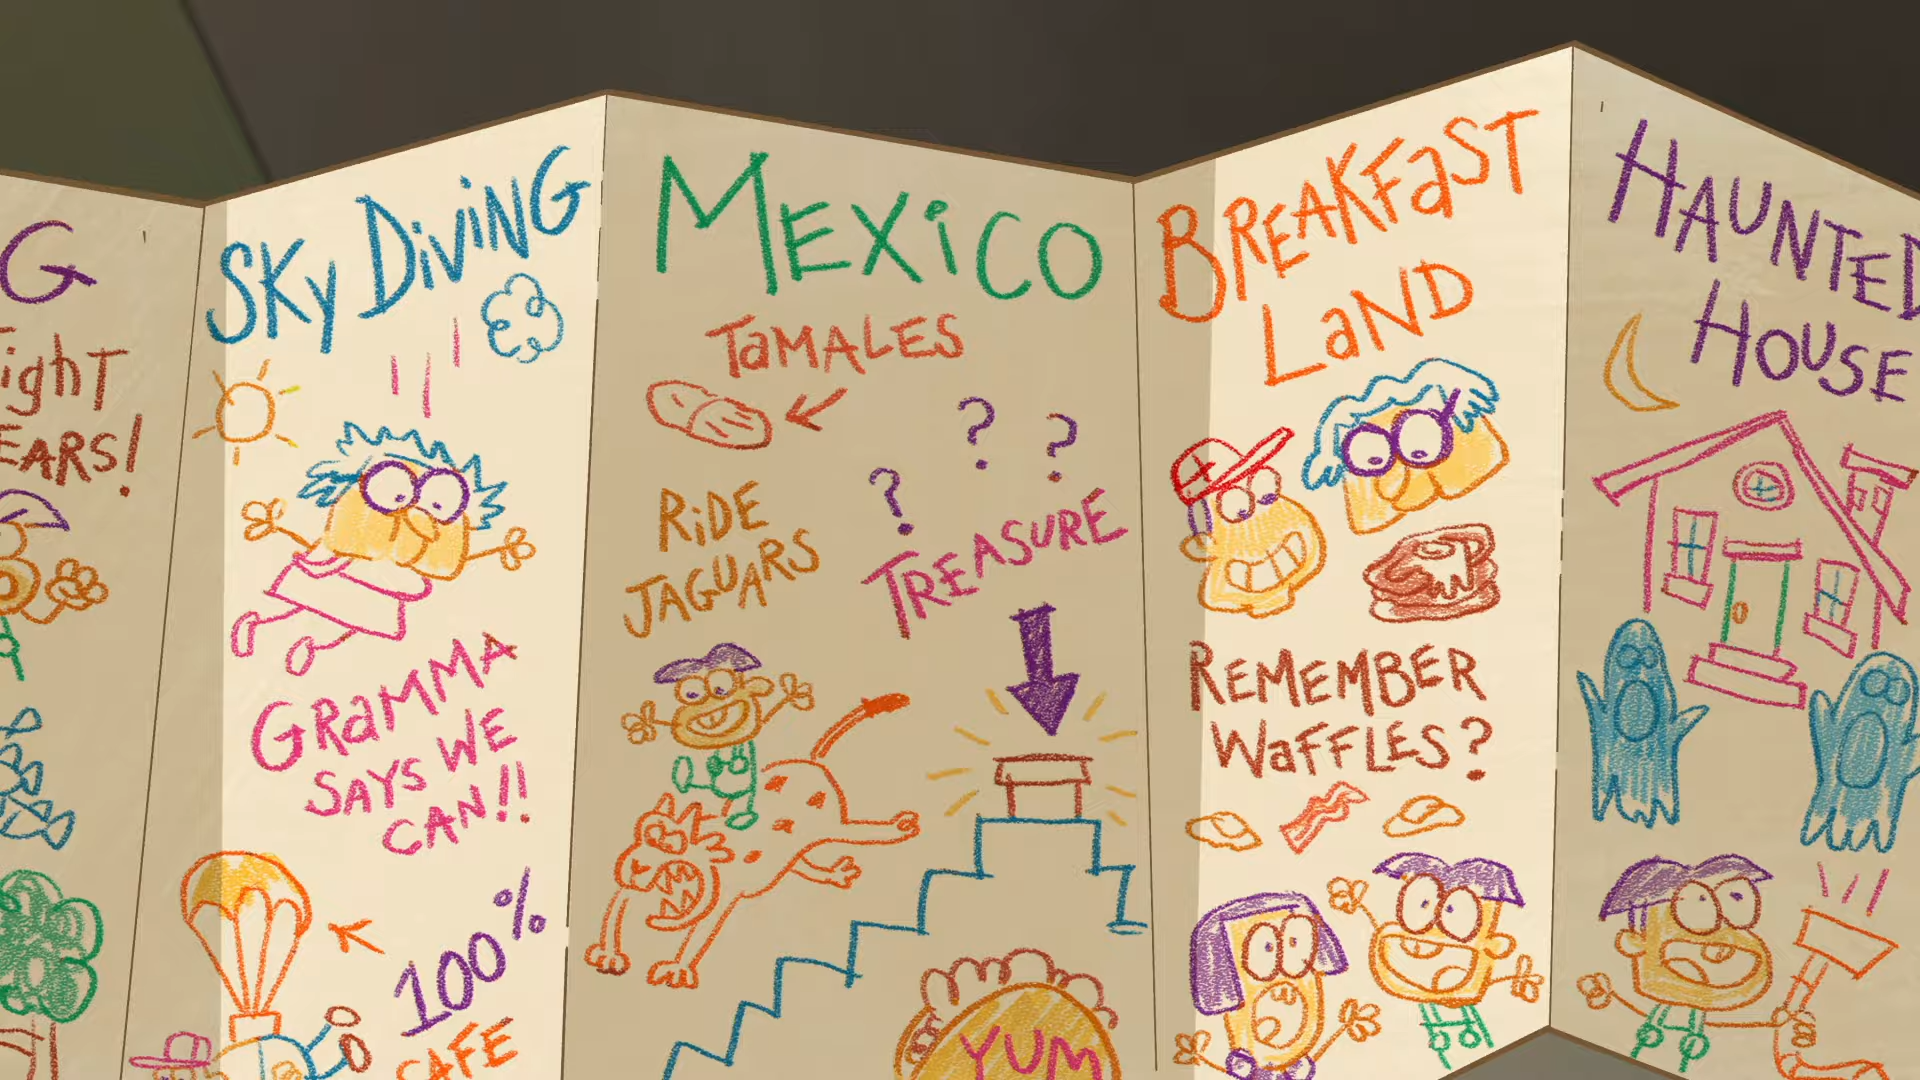 G
ight
EARS!
SKy DiViNG
GRaMMA
SAYS WE
CAN!!
100%
SAFE
MEXiCO
TaMALES
? ? ?
RiDE
JAGUARS
TREASURE
YUM
BREAKFaST
LaND
REMEMBER
WaFFLES?
HAUNTED
HOUSE